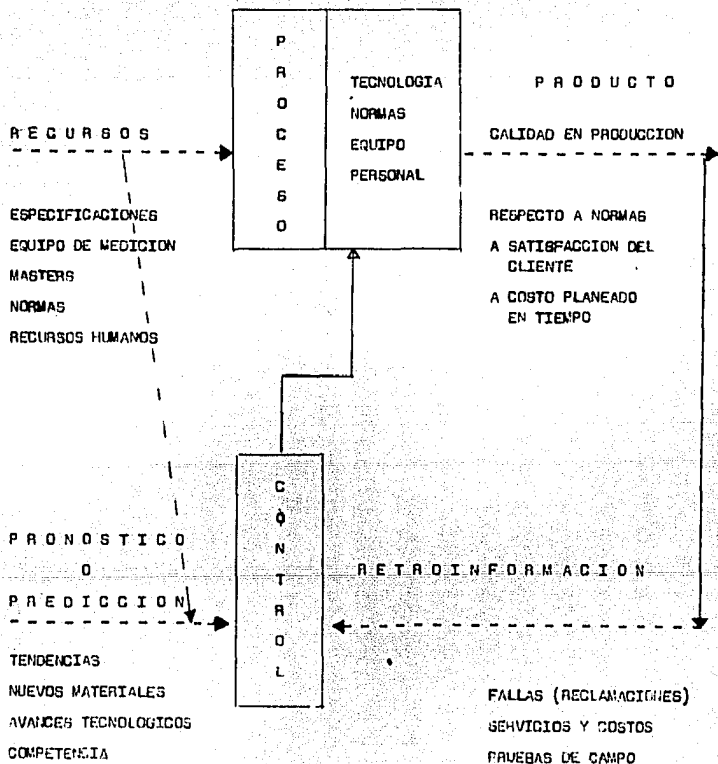 PROCESO
TECNOLOGIA
NORMAS
EQUIPO
PERSONAL
PRODUCTO
RECURSOS
CALIDAD EN PRODUCCION
ESPECIFICACIONES
EQUIPO DE MEDICION
MASTERS
NORMAS
RECURSOS HUMANOS
RESPECTO A NORMAS
A SATISFACCION DEL
CLIENTE
A COSTO PLANEADO
EN TIEMPO
CONTROL
PRONOSTICO
O
PREDICCION
RETROINFORMACION
TENDENCIAS
NUEVOS MATERIALES
AVANCES TECNOLOGICOS
COMPETENCIA
FALLAS (RECLAMACIONES)
SERVICIOS Y COSTOS
PRUEBAS DE CAMPO